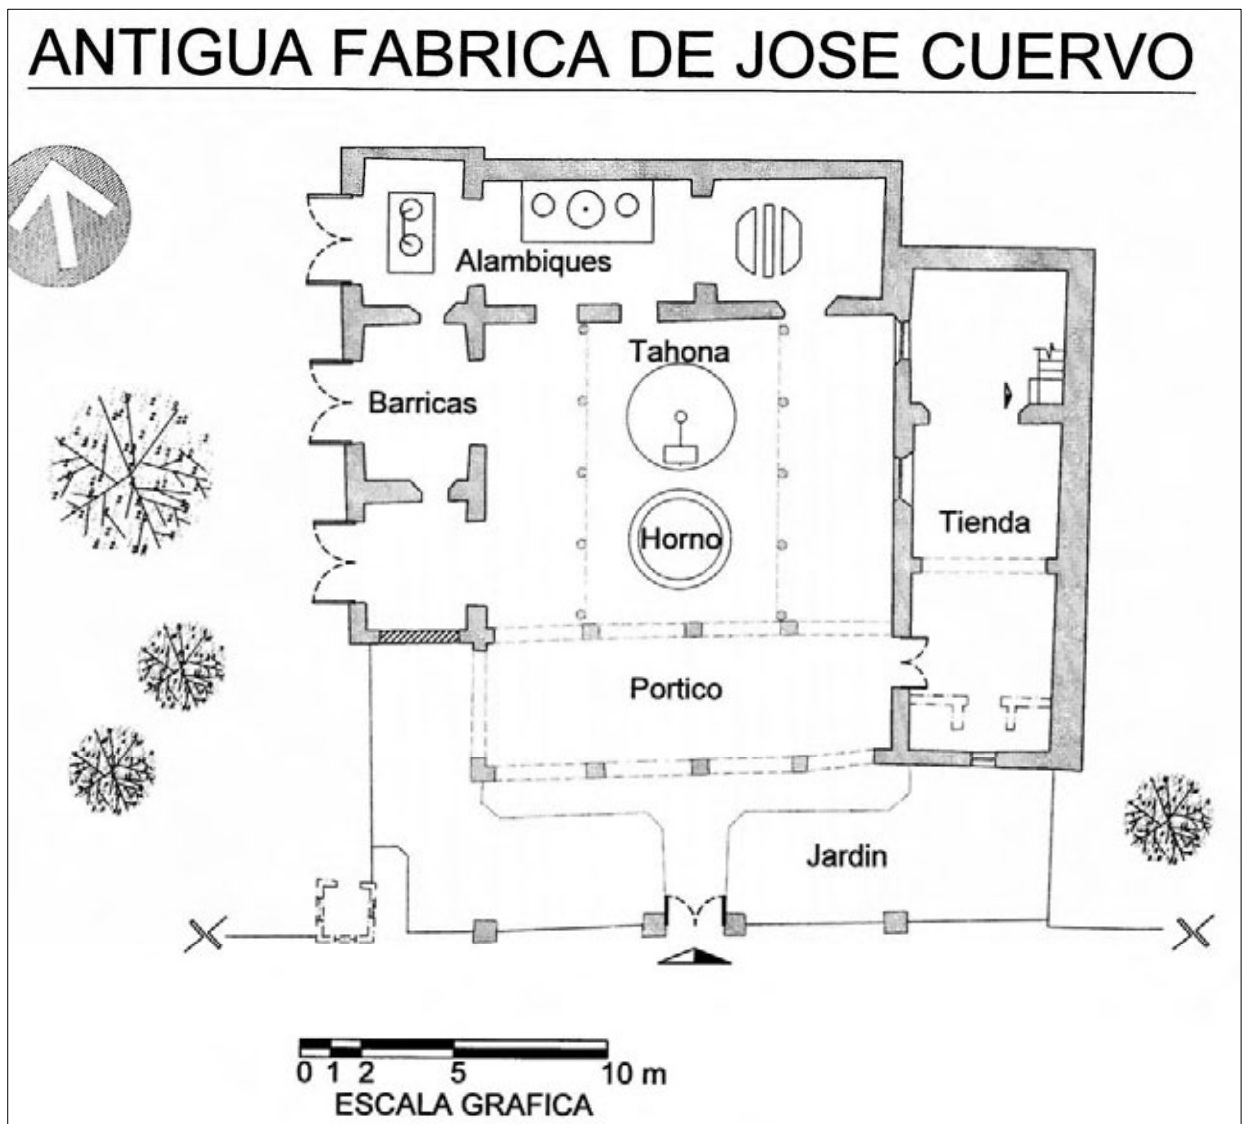 ANTIGUA FABRICA DE JOSE CUERVO
Alambiques
Tahona
Barricas
Horno
Tienda
Portico
Jardin
0 1 2 5 10 m
ESCALA GRAFICA